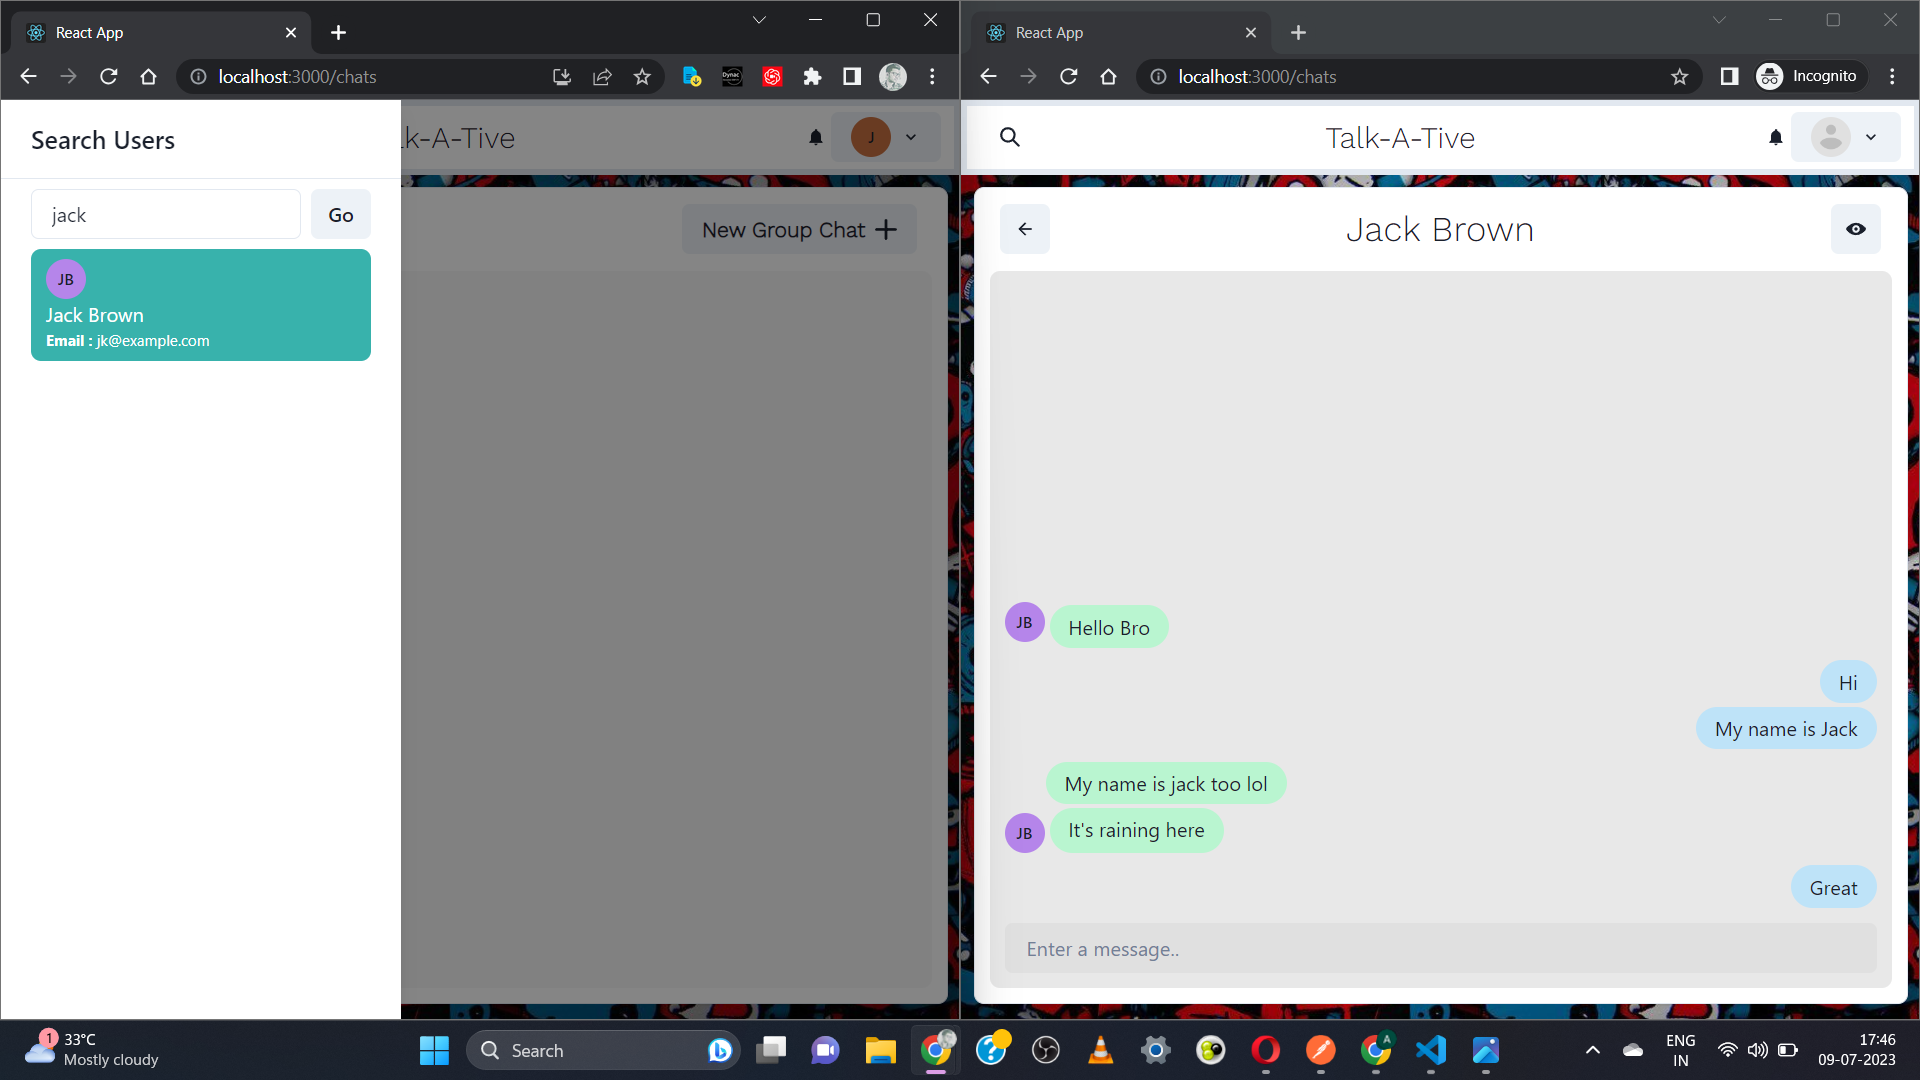 React App
localhost:3000/chats
Search Users
jack
Go
JB
Jack Brown
Email : jk@example.com
lk-A-Tive
J
New Group Chat
React App
localhost:3000/chats
Incognito
Talk-A-Tive
Jack Brown
JB
Hello Bro
Hi
My name is Jack
My name is jack too lol
JB
It's raining here
Great
Enter a message..
1
33°C
Mostly cloudy
Search
A
ENG
IN
17:46
09-07-2023